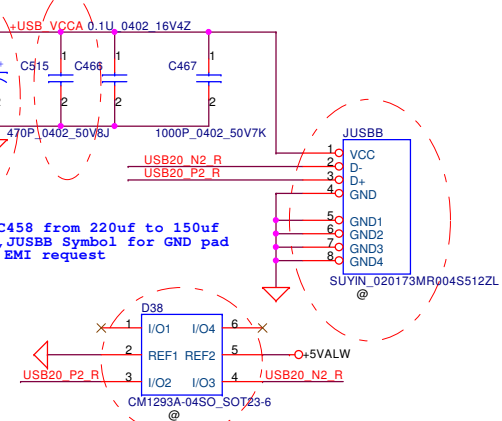 +USB_VCCA 0.1U_0402_16V4Z
C515
C466
C467
1
1
1
2
2
2
470P_0402_50V8J
1000P_0402_50V7K
JUSBB
1 VCC
USB20_N2_R 2 D-
USB20_P2_R 3 D+
4 GND
5 GND1
6 GND2
7 GND3
8 GND4
SUYIN_020173MR004S512ZL
@
C458 from 220uf to 150uf
,JUSBB Symbol for GND pad
EMI request
D38
1 I/O1 I/O4 6
2 REF1 REF2 5 +5VALW
USB20_P2_R 3 I/O2 I/O3 4 USB20_N2_R
CM1293A-04SO_SOT23-6
@